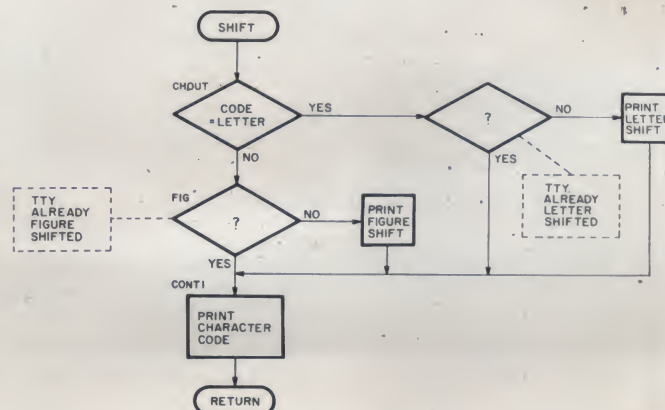 SHIFT
CHOUT
CODE
= LETTER
YES
NO
?
NO
YES
PRINT
LETTER
SHIFT
TTY
ALREADY
LETTER
SHIFTED
TTY
ALREADY
FIGURE
SHIFTED
FIG
?
NO
YES
PRINT
FIGURE
SHIFT
CONT1
PRINT
CHARACTER
CODE
RETURN